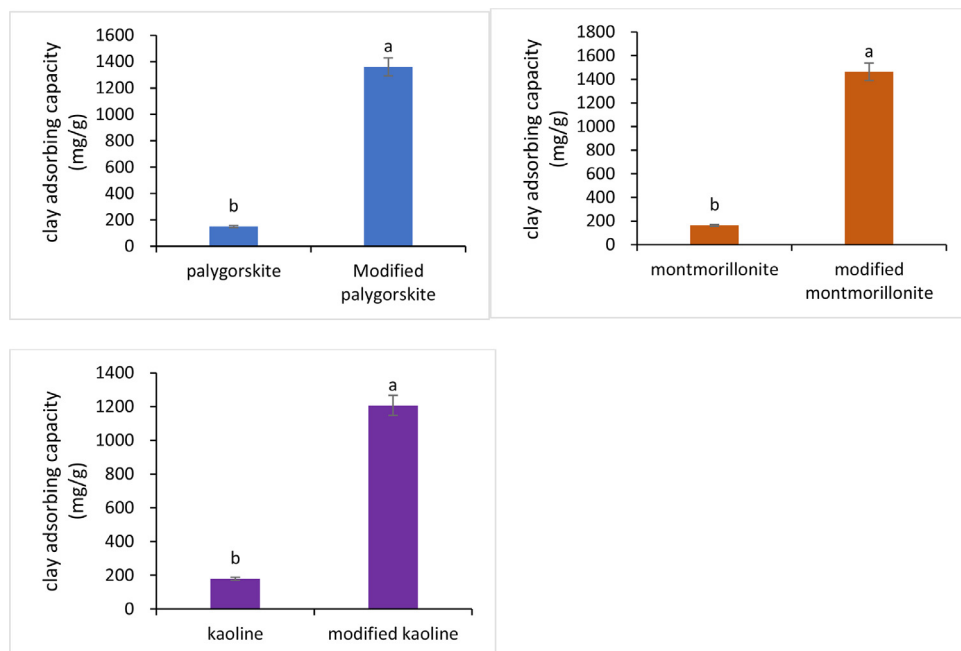 clay adsorbing capacity
(mg/g)
1600
1400
1200
1000
800
600
400
200
0
b
a
palygorskite
Modified
palygorskite
clay adsorbing capacity
(mg/g)
1800
1600
1400
1200
1000
800
600
400
200
0
b
a
montmorillonite
modified
montmorillonite
clay adsorbing capacity
(mg/g)
1400
1200
1000
800
600
400
200
0
b
a
kaoline
modified kaoline